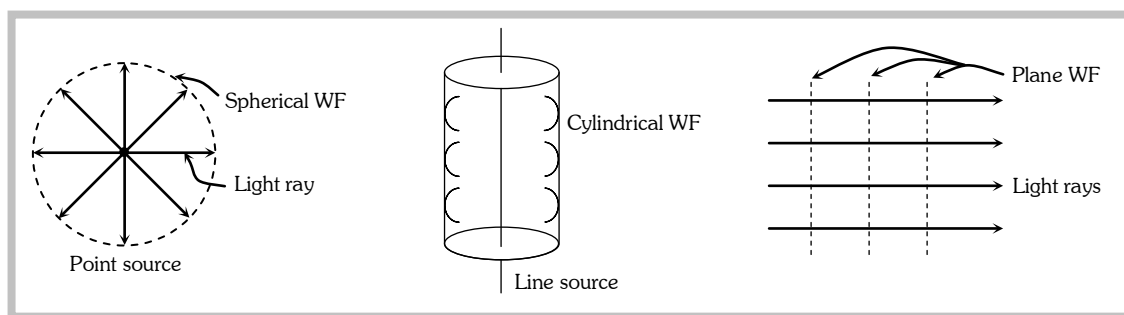 Spherical WF
Light ray
Point source
Cylindrical WF
Line source
Plane WF
Light rays